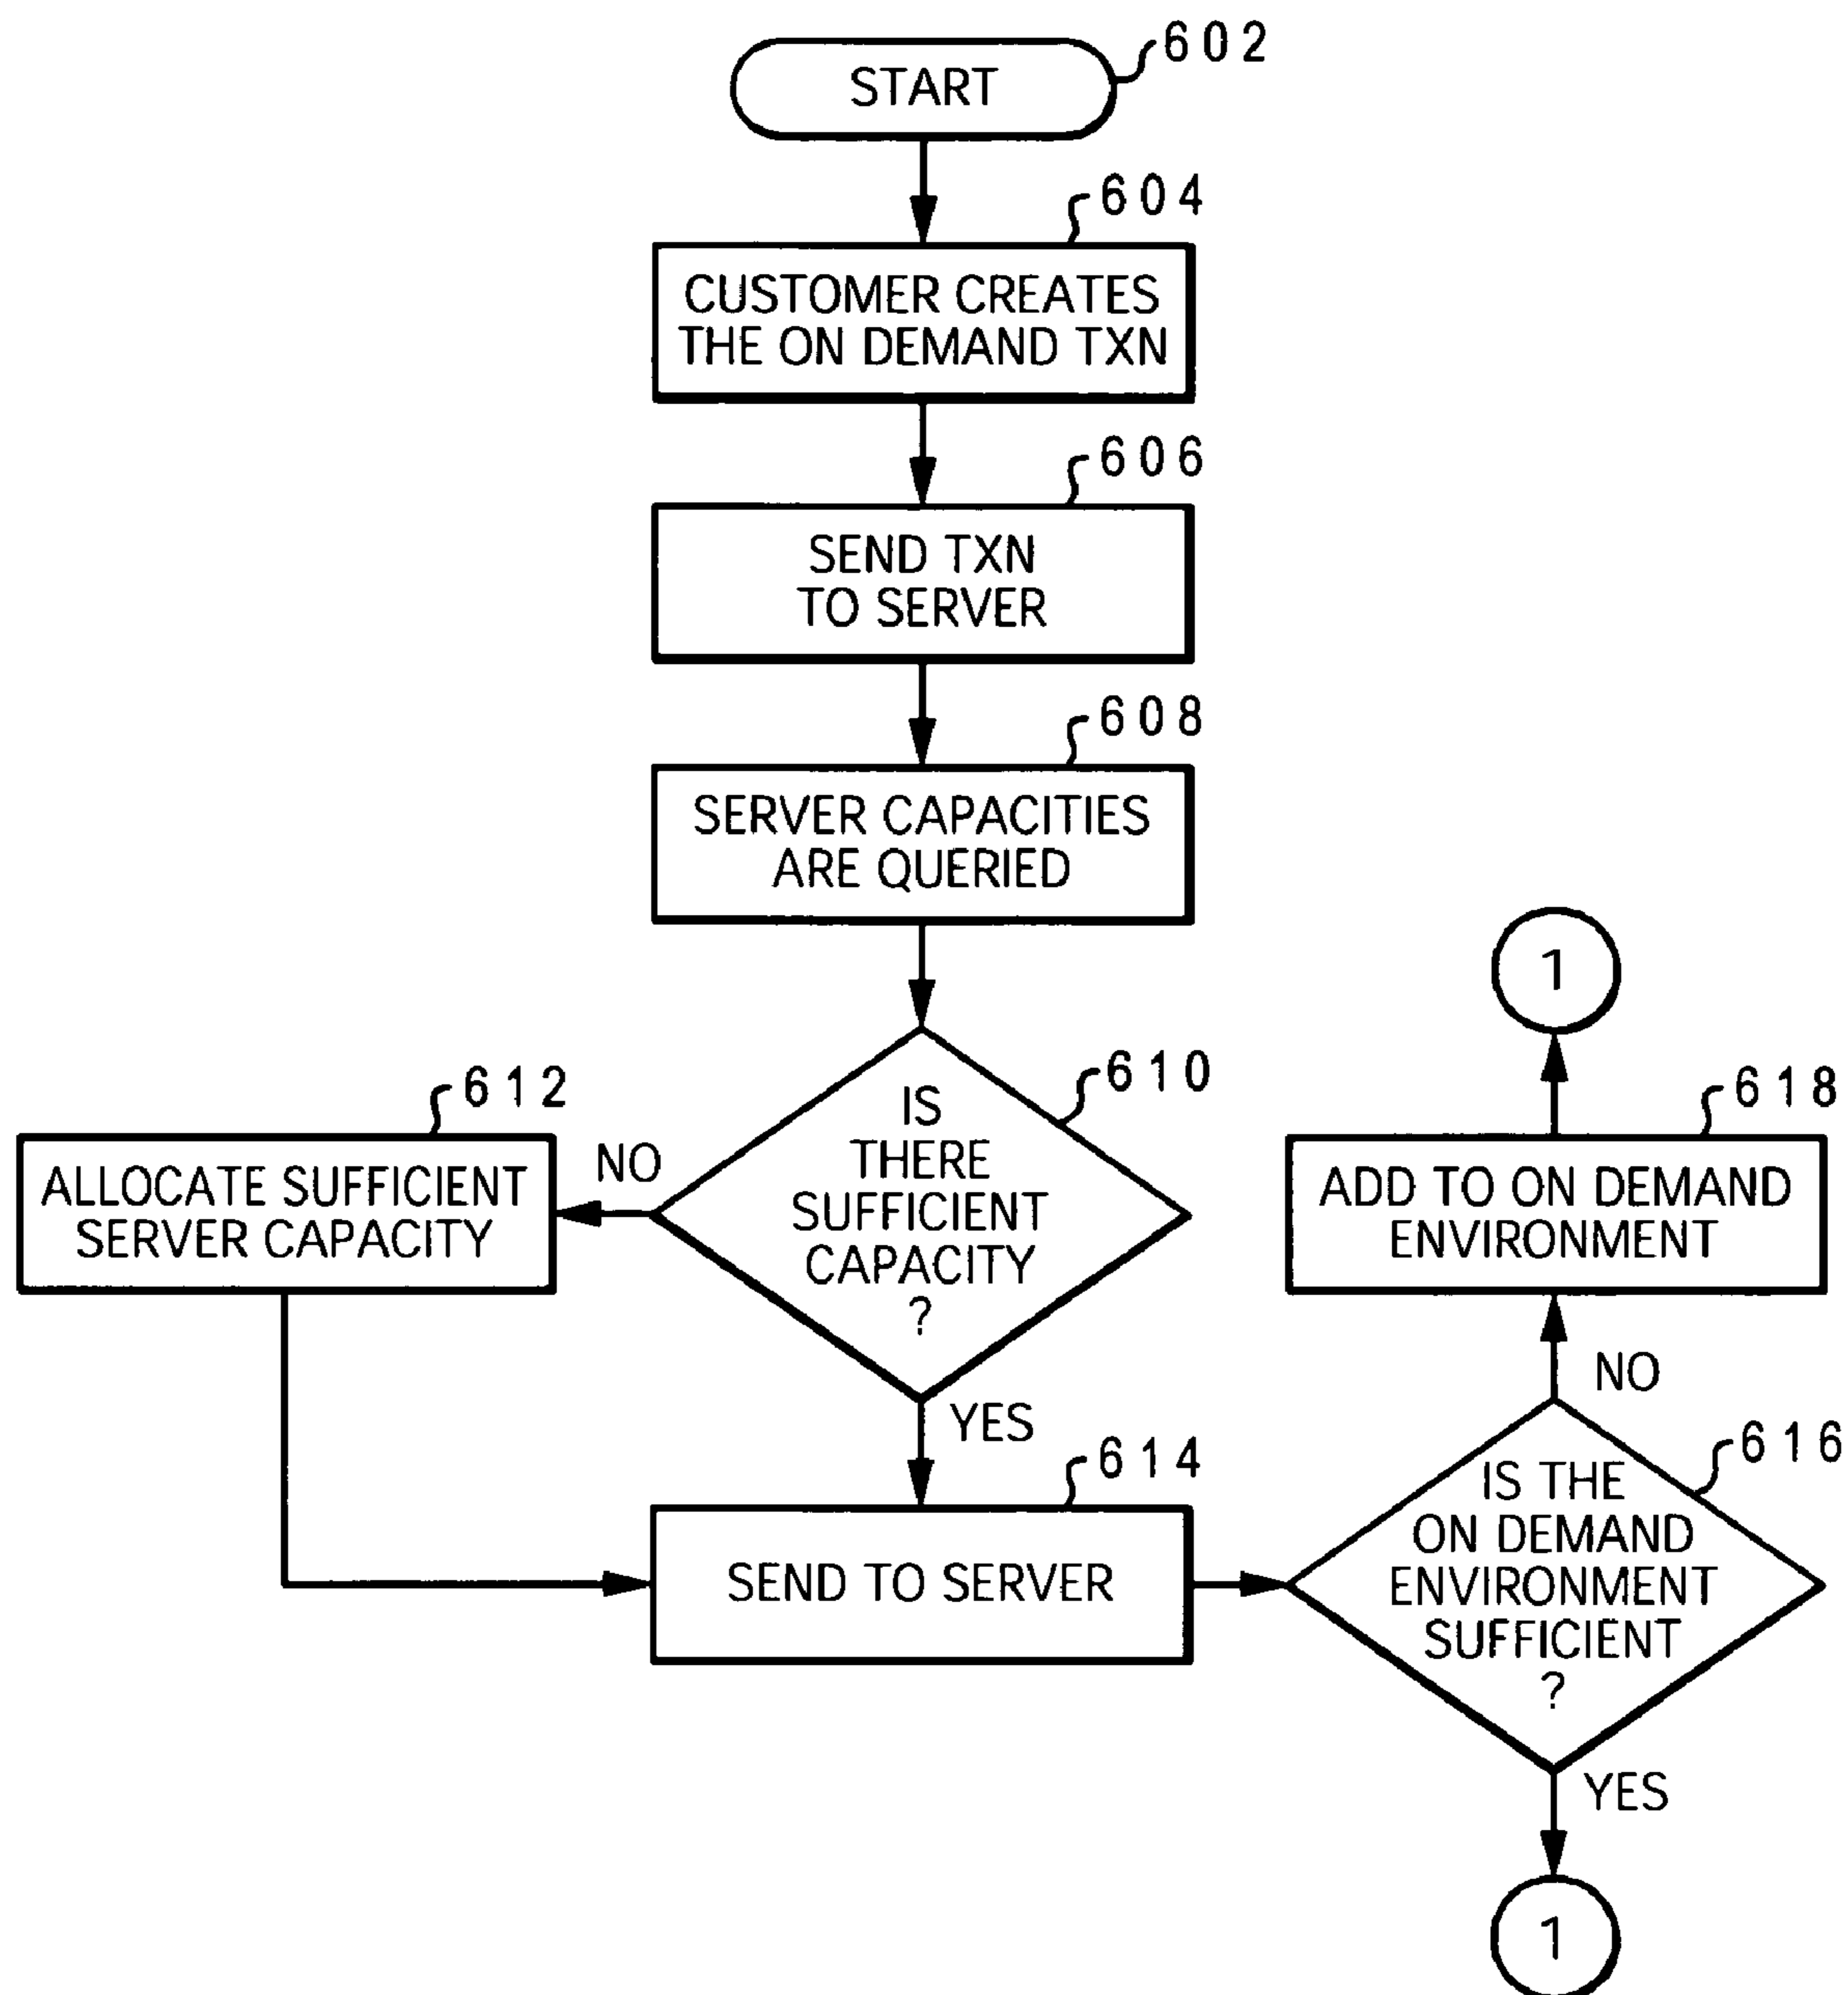 602
START
604
CUSTOMER CREATES
THE ON DEMAND TXN
606
SEND TXN
TO SERVER
608
SERVER CAPACITIES
ARE QUERIED
1
610
IS
THERE
SUFFICIENT
CAPACITY
?
612
NO
ALLOCATE SUFFICIENT
SERVER CAPACITY
618
ADD TO ON DEMAND
ENVIRONMENT
NO
YES
614
SEND TO SERVER
616
IS THE
ON DEMAND
ENVIRONMENT
SUFFICIENT
?
YES
1